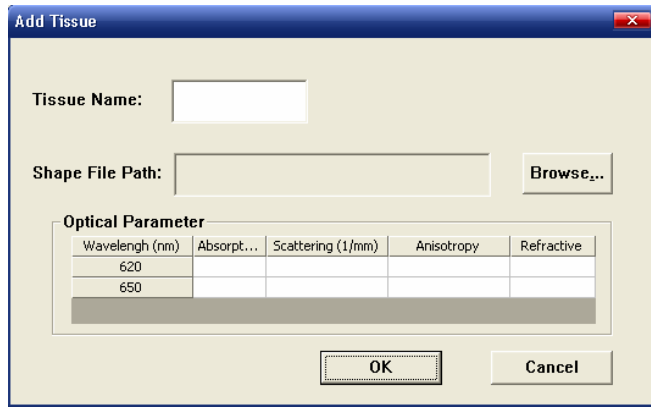 Add Tissue
Tissue Name:
Shape File Path: Browse...
Optical Parameter
Wavelengh (nm) Absorpt... Scattering (1/mm) Anisotropy Refractive
620
650
OK Cancel